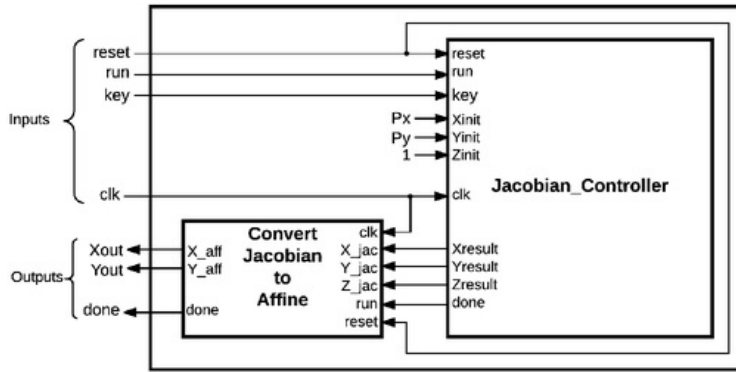 reset
run
key
Inputs
clk
Px
Py
1
reset
run
key
Xinit
Yinit
Zinit
clk
Jacobian_Controller
Xresult
Yresult
Zresult
done
Convert
Jacobian
to
Affine
clk
X_jac
Y_jac
Z_jac
run
reset
X_aff
Y_aff
done
Outputs
Xout
Yout
done